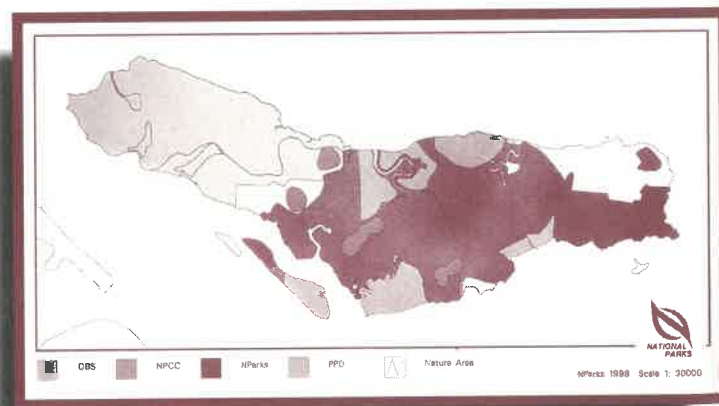 NATIONAL
PARKS
OBS NPCC NParks PPD Nature Area
NParks 1998 Scale 1: 30000